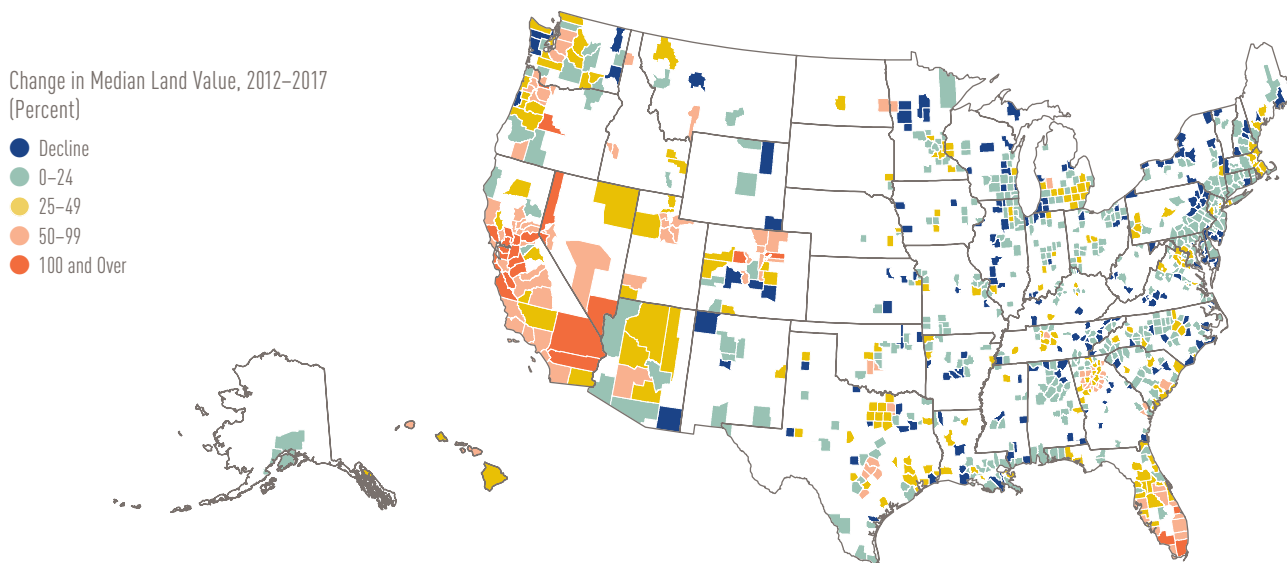 Change in Median Land Value, 2012–2017
(Percent)
Decline
0–24
25–49
50–99
100 and Over